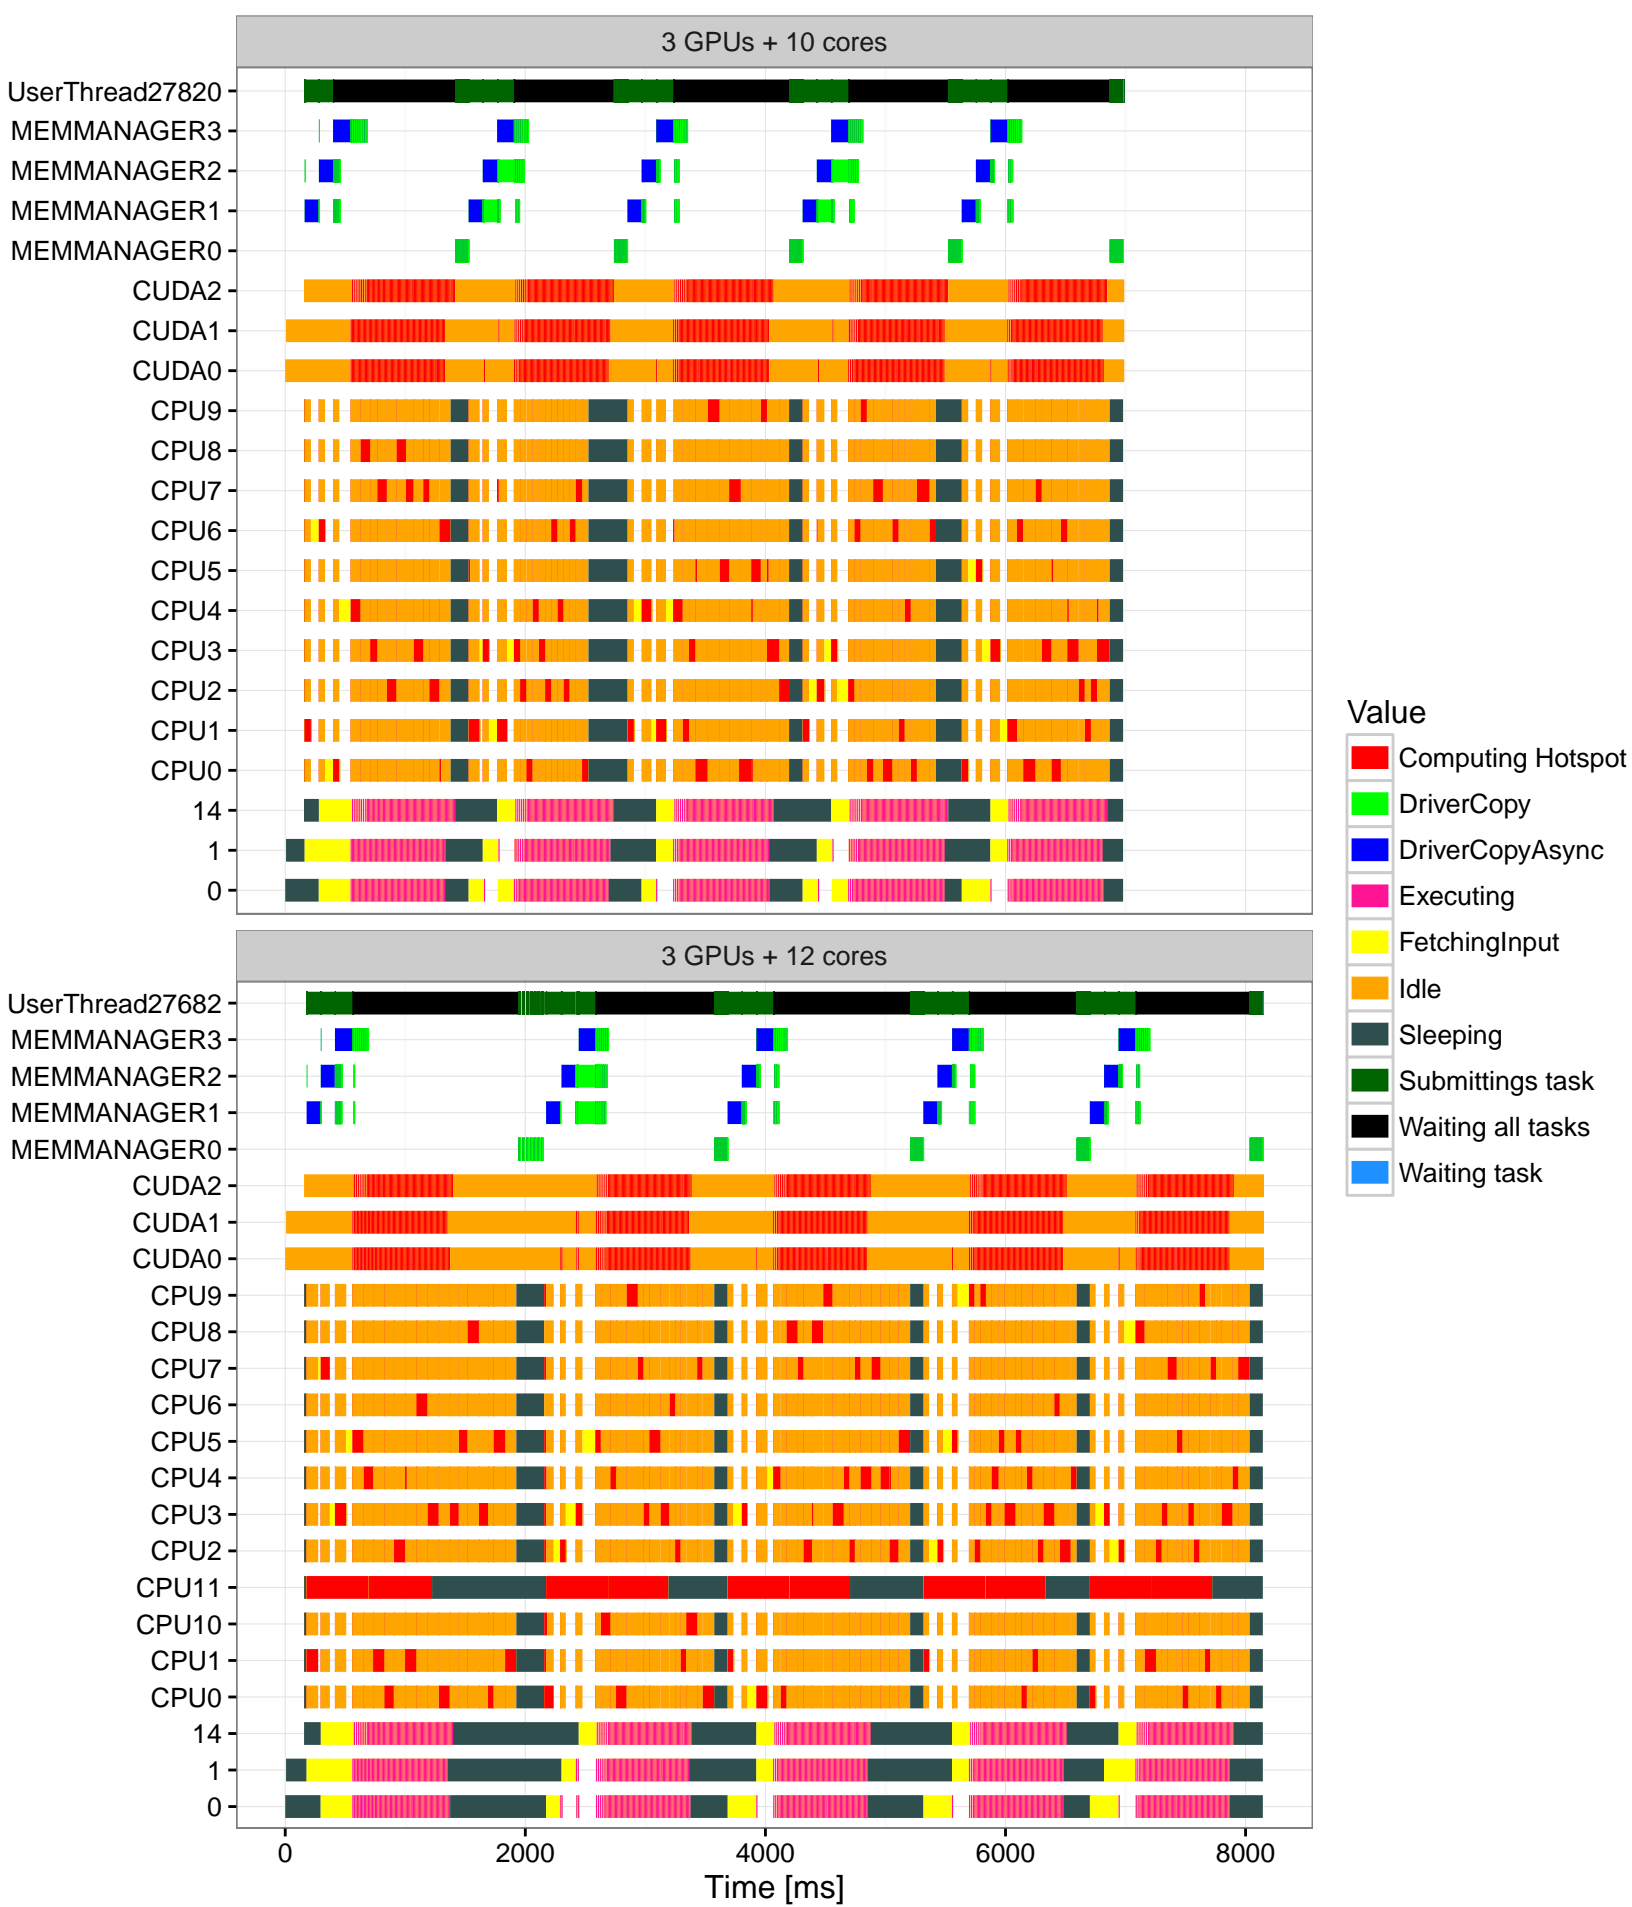 3 GPUs + 10 cores
UserThread27820
MEMMANAGER3
MEMMANAGER2
MEMMANAGER1
MEMMANAGER0
CUDA2
CUDA1
CUDA0
CPU9
CPU8
CPU7
CPU6
CPU5
CPU4
CPU3
CPU2
CPU1
CPU0
14
1
0
3 GPUs + 12 cores
UserThread27682
MEMMANAGER3
MEMMANAGER2
MEMMANAGER1
MEMMANAGER0
CUDA2
CUDA1
CUDA0
CPU9
CPU8
CPU7
CPU6
CPU5
CPU4
CPU3
CPU2
CPU11
CPU10
CPU1
CPU0
14
1
0
0 2000 4000 6000 8000
Time [ms]
Value
Computing Hotspot
DriverCopy
DriverCopyAsync
Executing
FetchingInput
Idle
Sleeping
Submittings task
Waiting all tasks
Waiting task